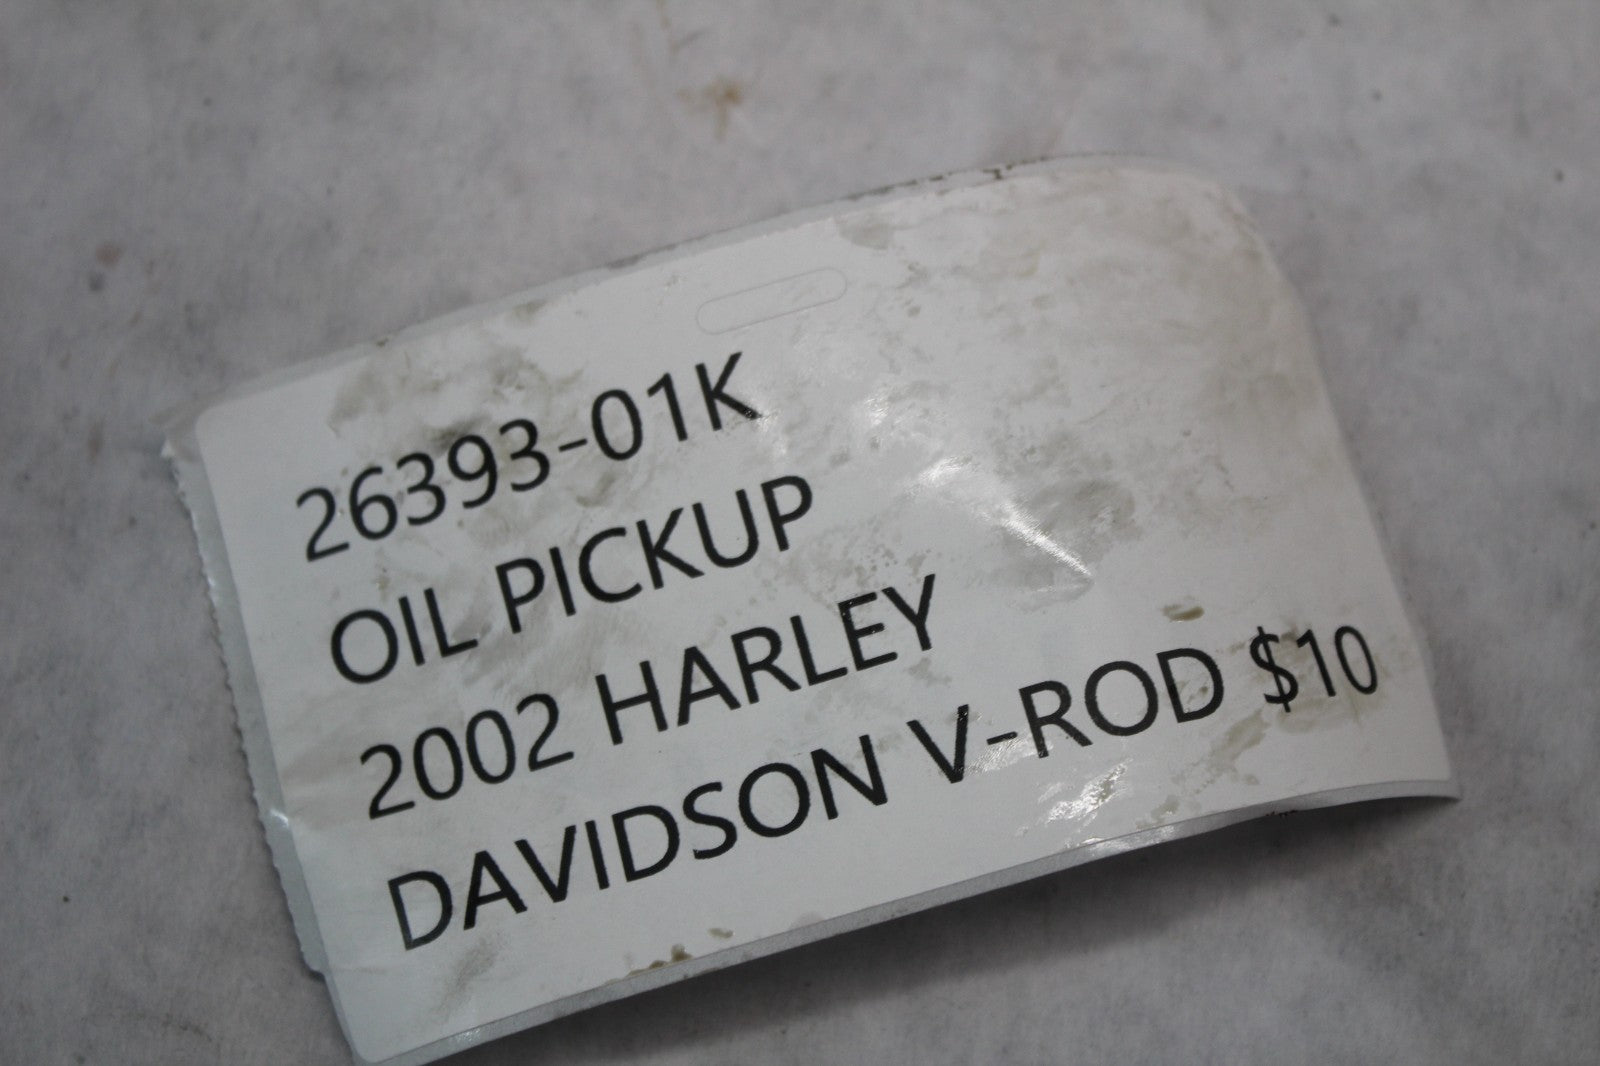 26393-01K
OIL PICKUP
2002 HARLEY
DAVIDSON V-ROD $10